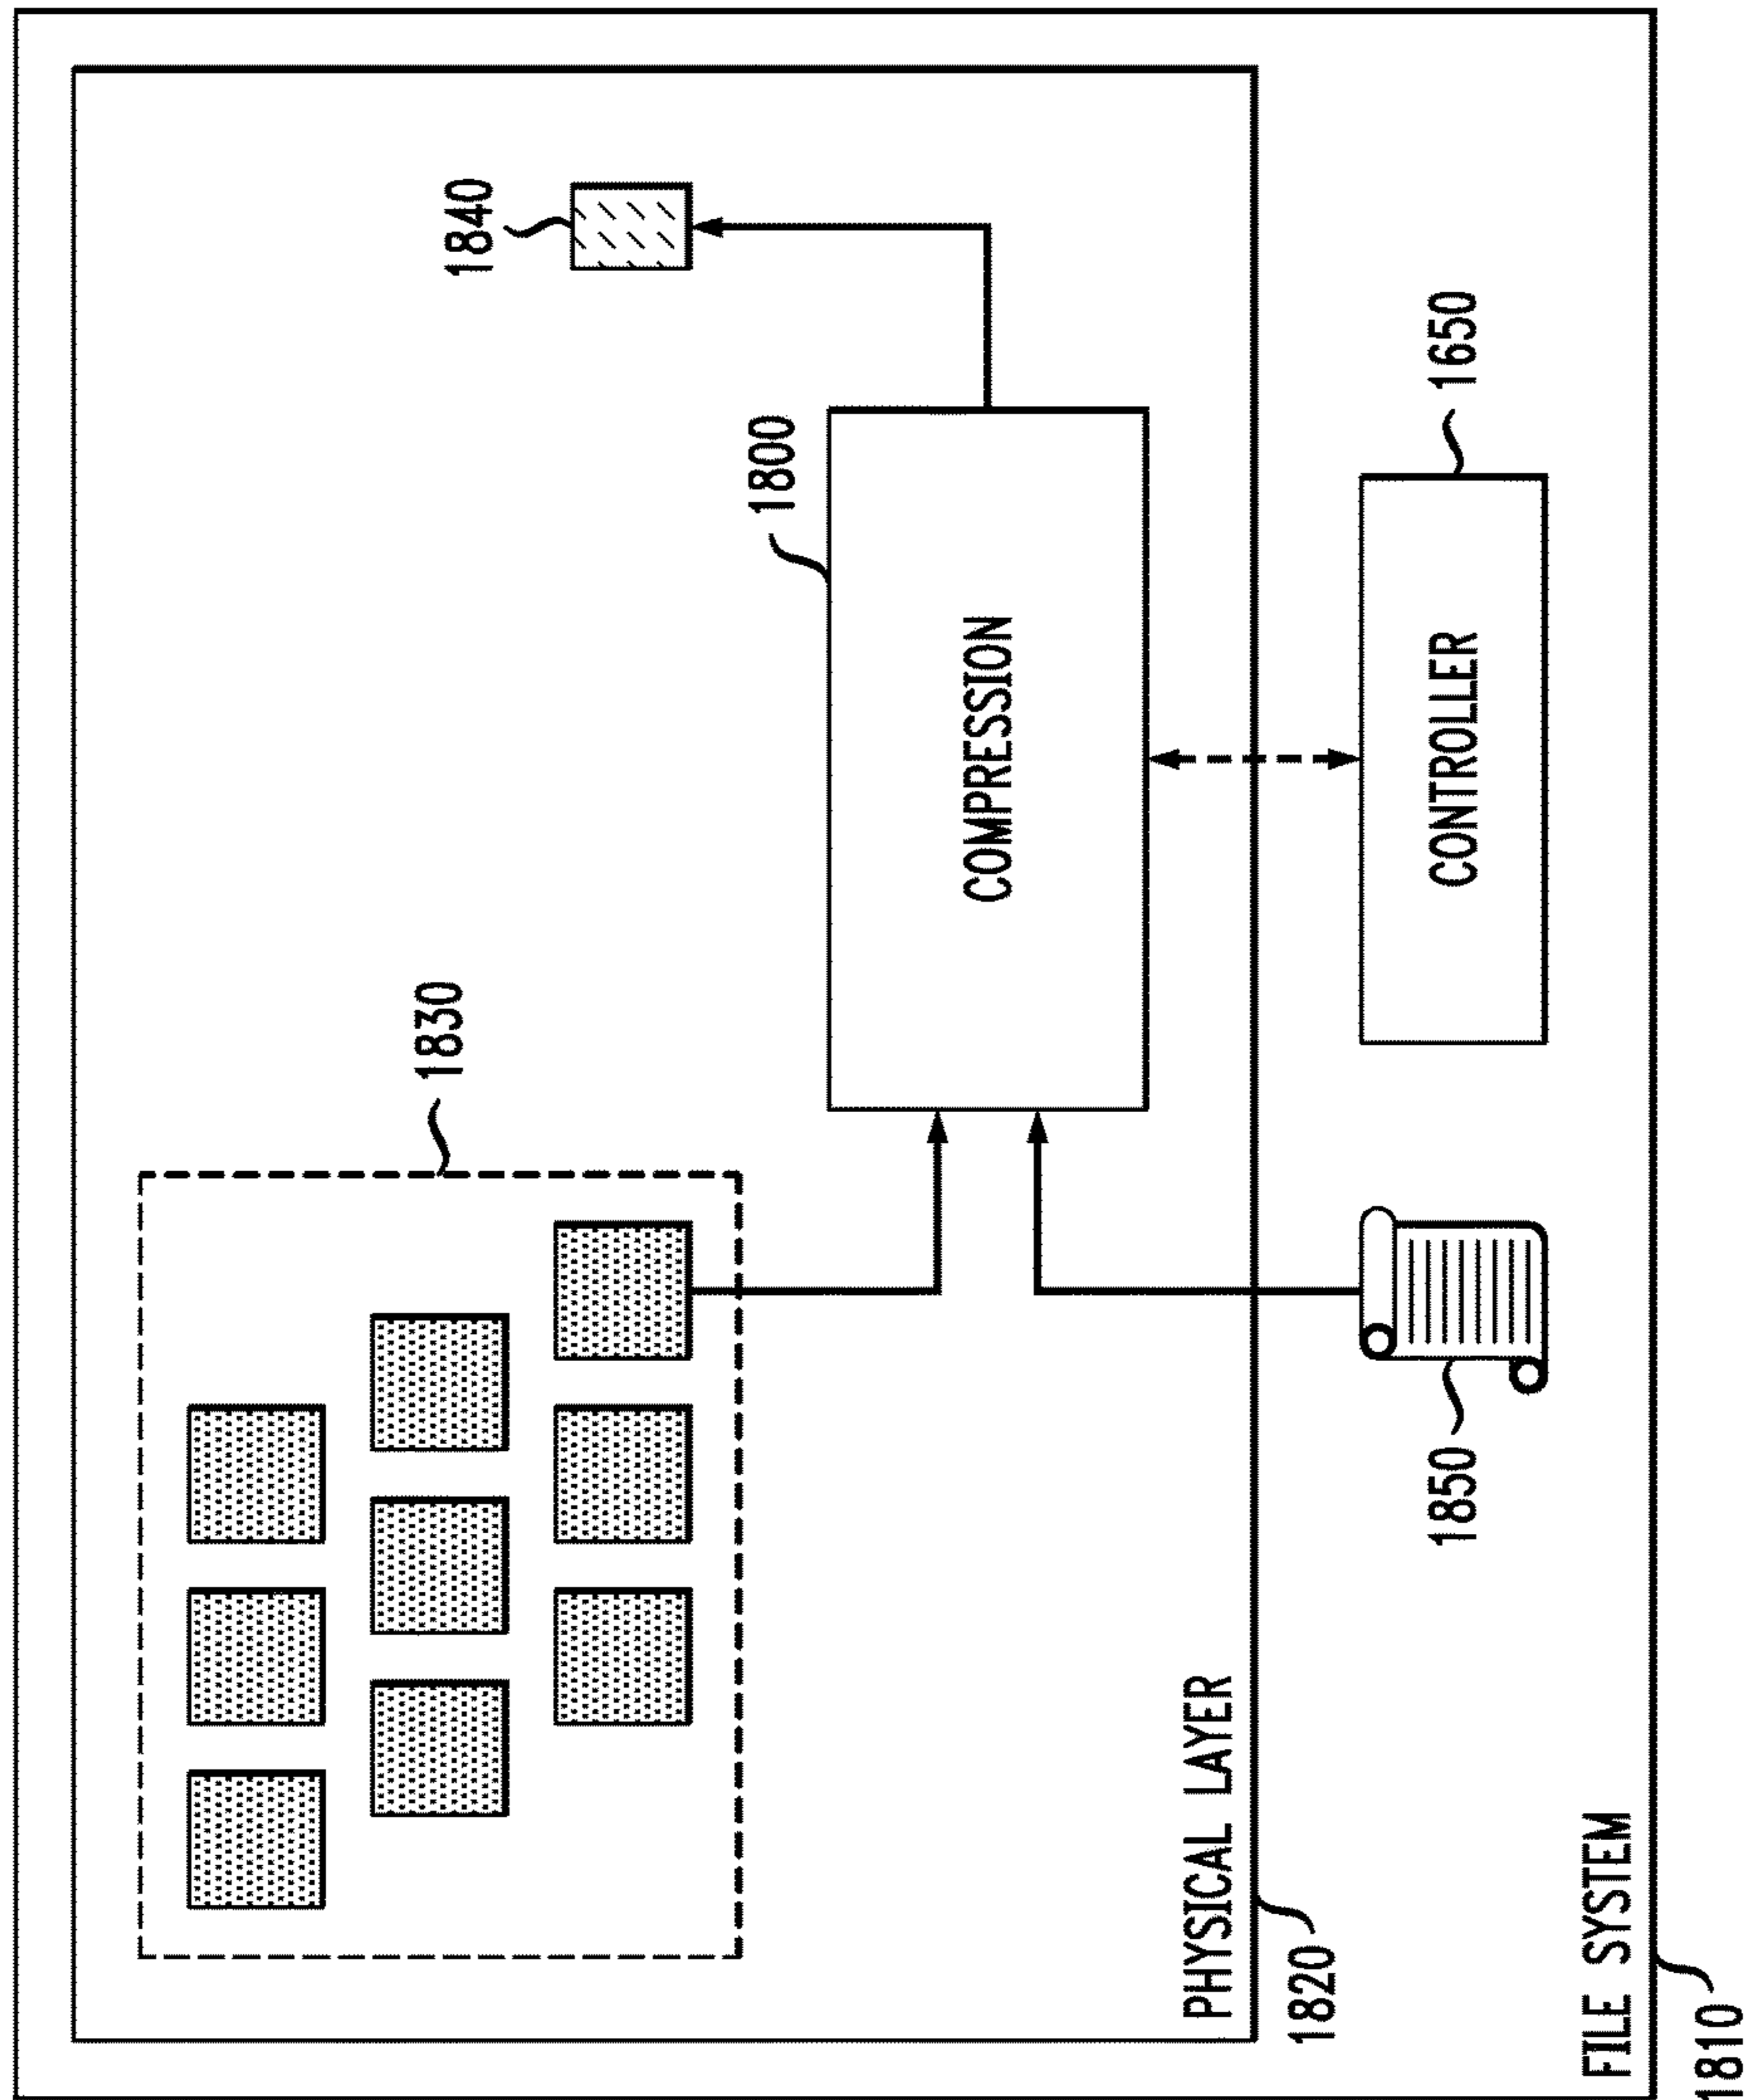 1830
1840
1800
COMPRESSION
PHYSICAL LAYER
1820
1850
CONTROLLER
1650
FILE SYSTEM
1810